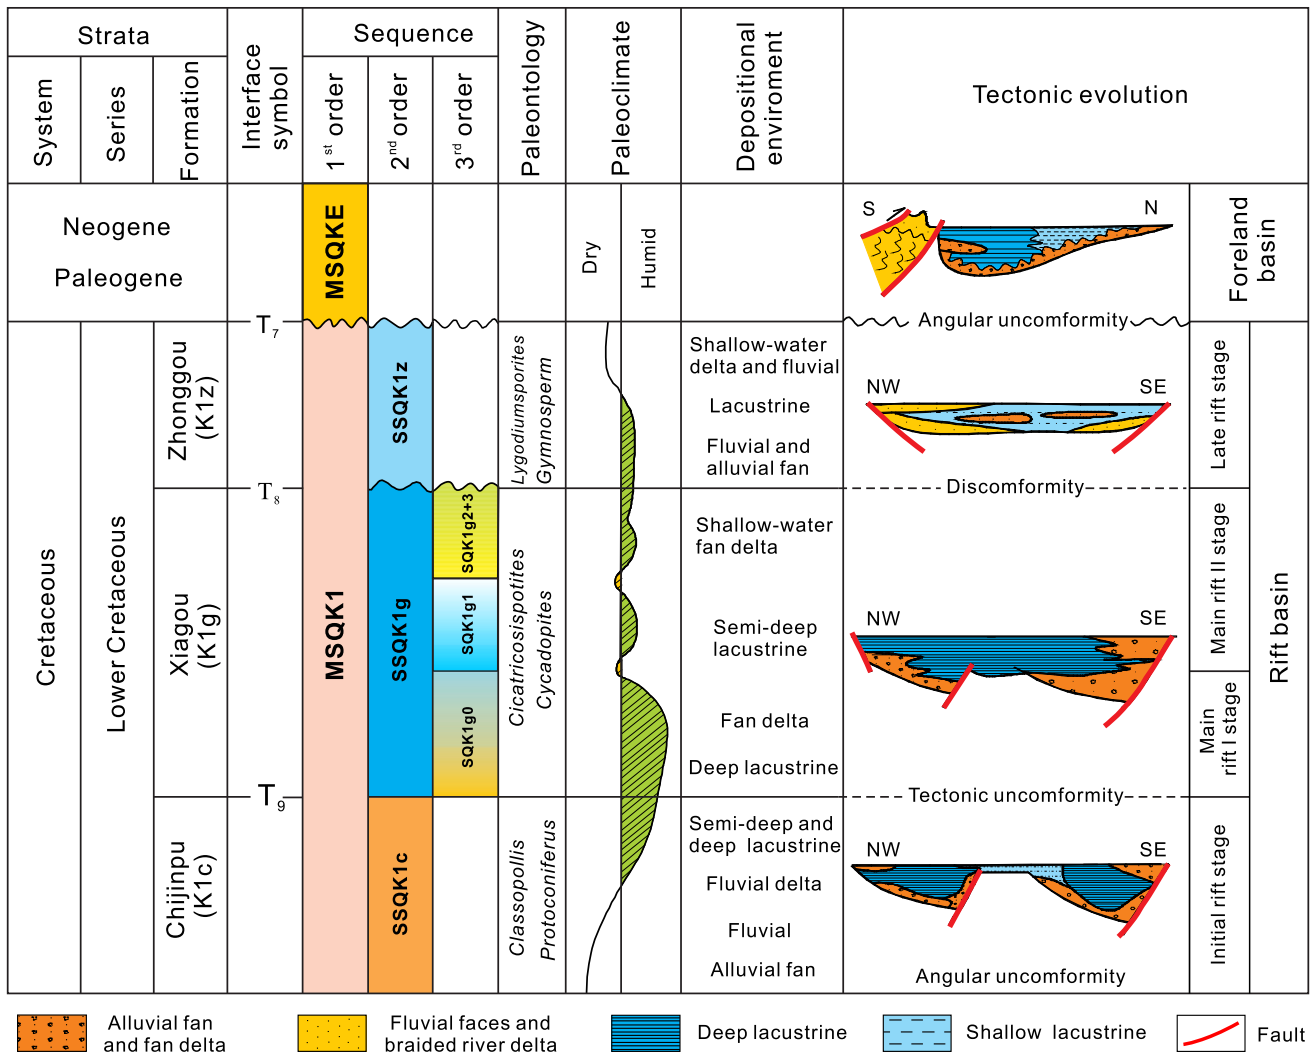 Strata
System
Series
Formation
Interface
symbol
Sequence
1st order
2nd order
3rd order
Paleontology
Paleoclimate
Depositional
enviroment
Tectonic evolution
Neogene
Paleogene
MSQKE
Dry
Humid
S
N
Foreland
basin
T7
Angular uncomformity
Cretaceous
Lower Cretaceous
Zhonggou
(K1z)
MSQK1
SSQK1z
Lygodiumsporites
Gymnosperm
Shallow-water
delta and fluvial
Lacustrine
Fluvial and
alluvial fan
NW
SE
Late rift stage
Rift basin
T8
Discomformity
Xiagou
(K1g)
SSQK1g
SQK1g2+3
SQK1g1
SQK1g0
Cicatricosispotites
Cycadopites
Shallow-water
fan delta
Semi-deep
lacustrine
Fan delta
Deep lacustrine
NW
SE
Main rift II stage
Main
rift I stage
T9
Tectonic uncomformity
Chijinpu
(K1c)
SSQK1c
Classopollis
Protoconiferus
Semi-deep and
deep lacustrine
Fluvial delta
Fluvial
Alluvial fan
NW
SE
Angular uncomformity
Initial rift stage
Alluvial fan
and fan delta
Fluvial faces and
braided river delta
Deep lacustrine
Shallow lacustrine
Fault